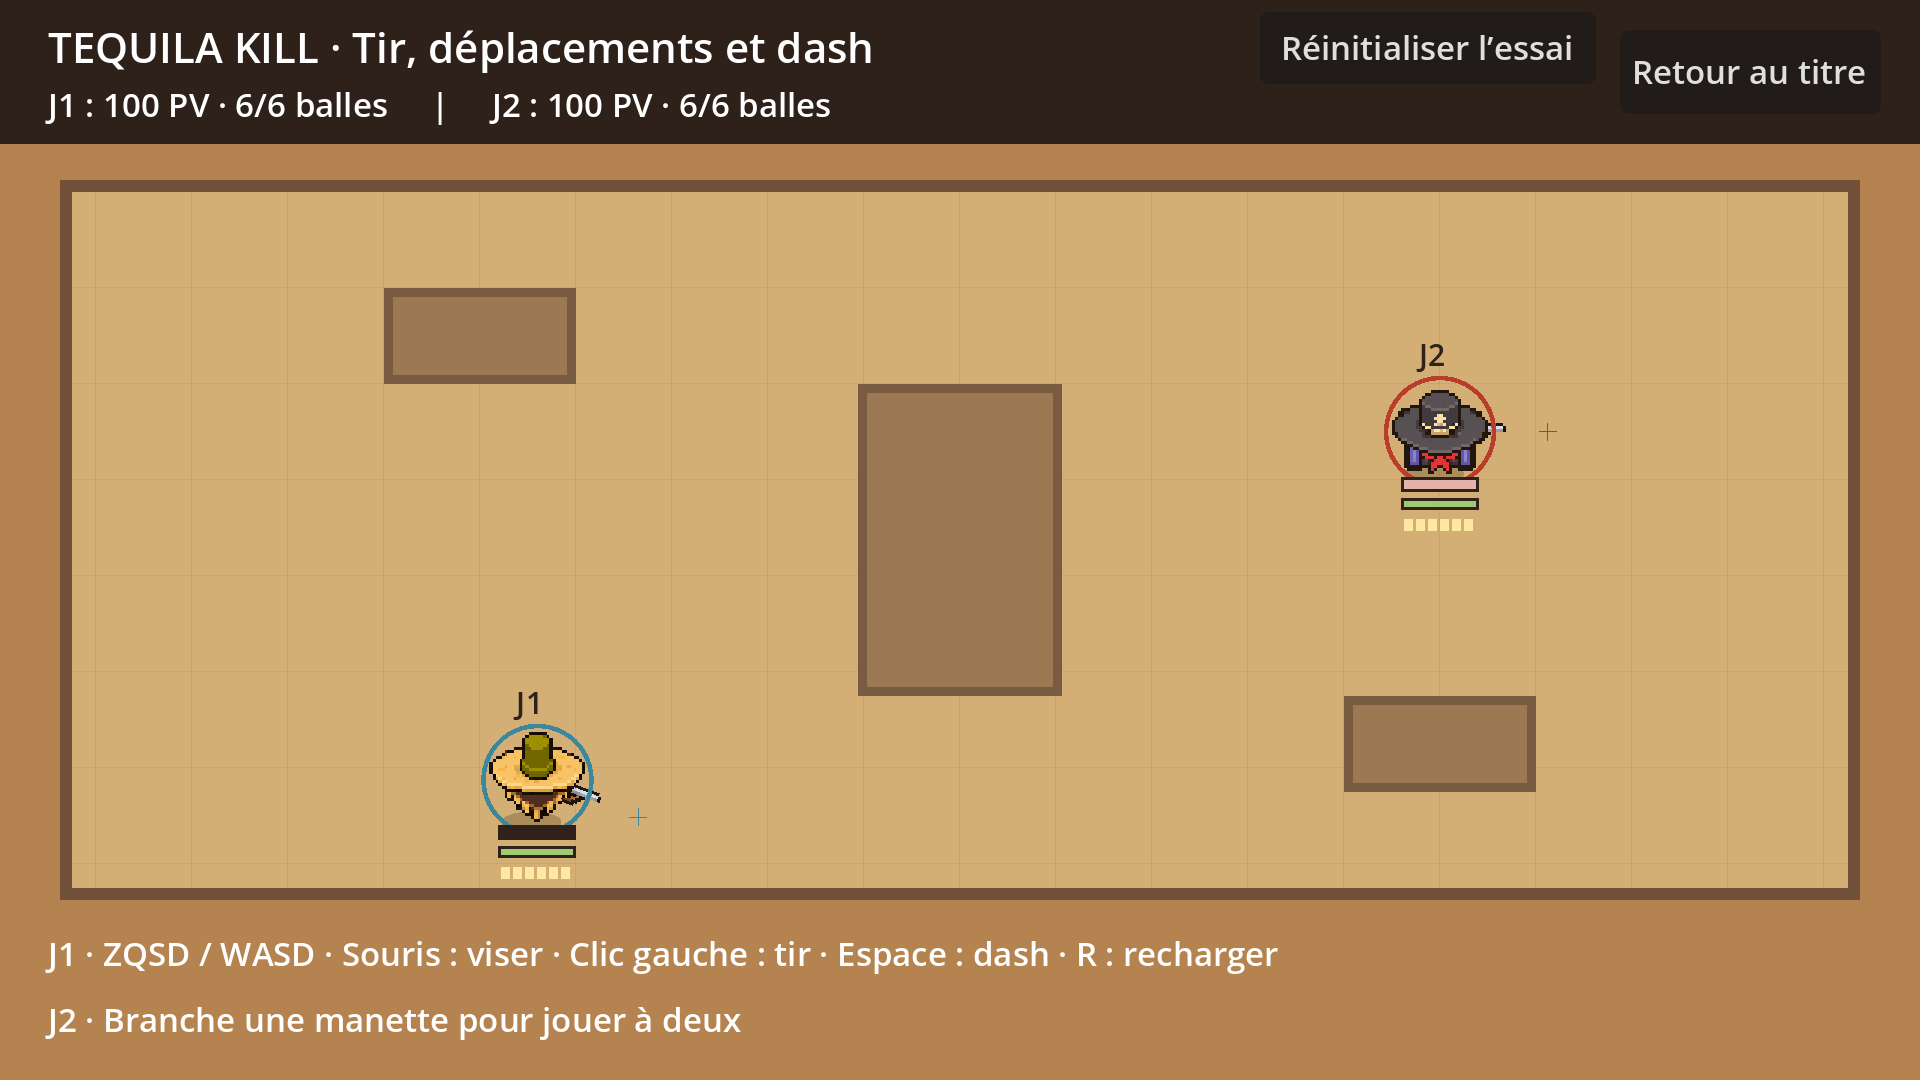 TEQUILA KILL · Tir, déplacements et dash
Réinitialiser l’essai
Retour au titre
J1 : 100 PV · 6/6 balles | J2 : 100 PV · 6/6 balles
J2
J1
J1 · ZQSD / WASD · Souris : viser · Clic gauche : tir · Espace : dash · R : recharger
J2 · Branche une manette pour jouer à deux